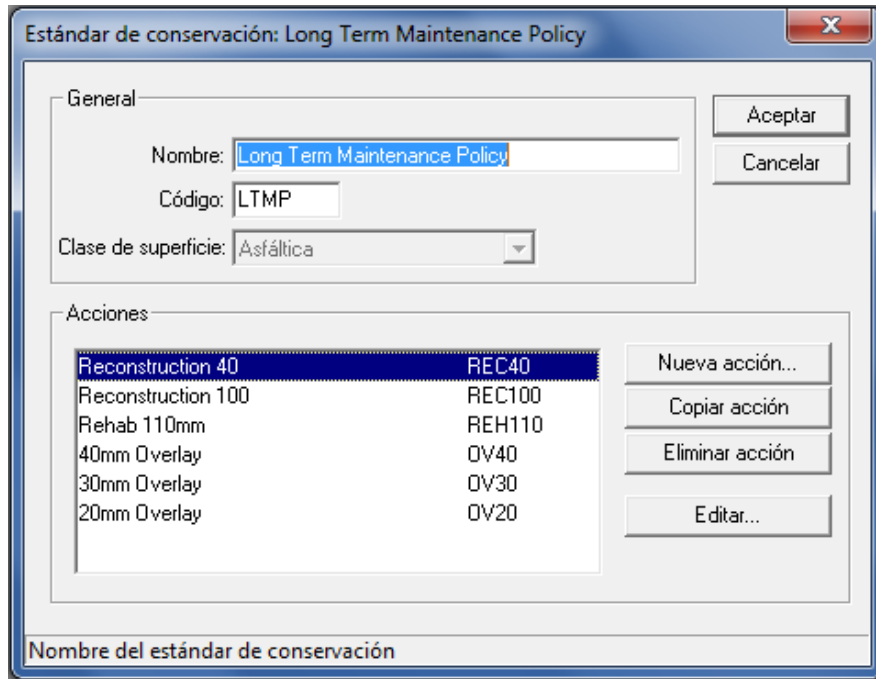 Estándar de conservación: Long Term Maintenance Policy
General
Nombre: Long Term Maintenance Policy
Código: LTMP
Clase de superficie: Asfáltica
Aceptar
Cancelar
Acciones
Reconstruction 40 REC40
Reconstruction 100 REC100
Rehab 110mm REH110
40mm Overlay OV40
30mm Overlay OV30
20mm Overlay OV20
Nueva acción...
Copiar acción
Eliminar acción
Editar...
Nombre del estándar de conservación